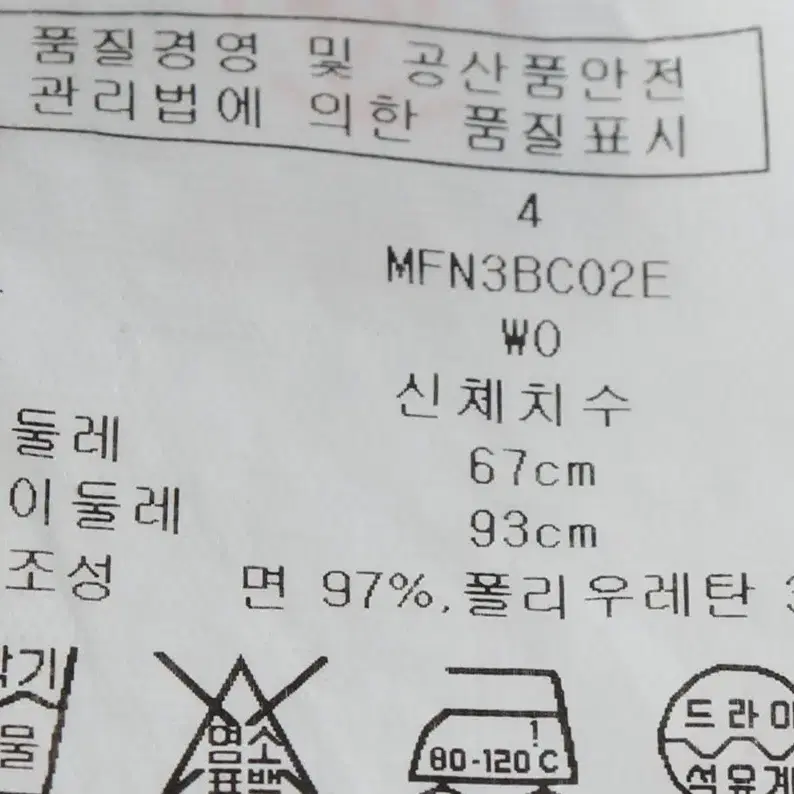 품질경영 및 공산품안전
관리법에 의한 품질표시
4
MFN3BC02E
₩0
신체치수
둘레 67cm
이둘레 93cm
조성 면 97%,폴리우레탄
기
물
염소
표백
80-120℃
드라이
석유계